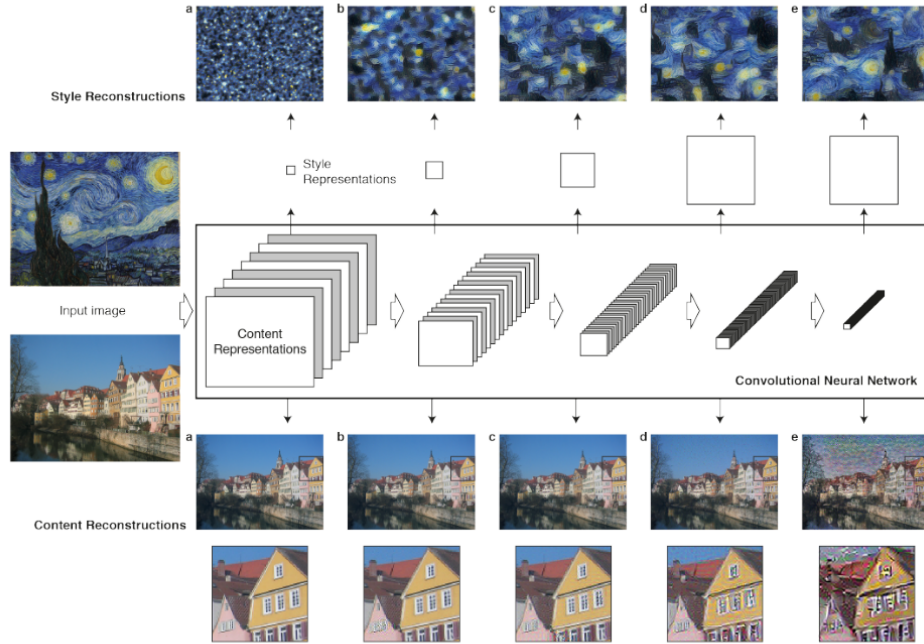 a b c d e
Style Reconstructions
Style
Representations
Input image
Content
Representations
Convolutional Neural Network
a b c d e
Content Reconstructions